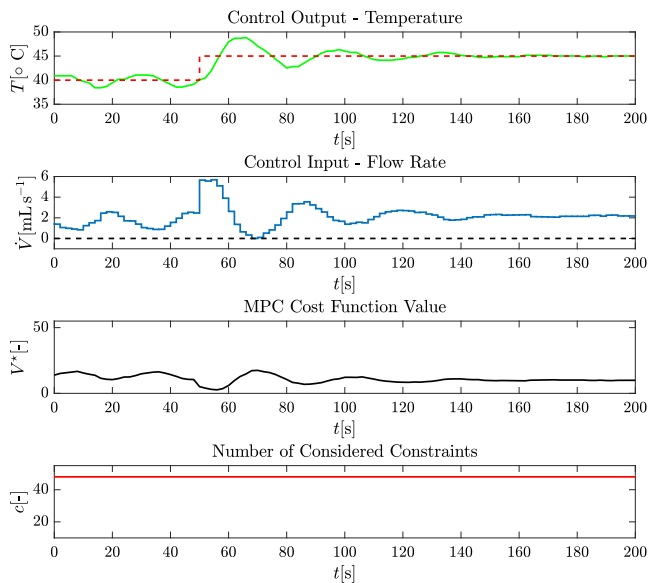 Control Output - Temperature
50
45
40
35
T[∘ C]
0 20 40 60 80 100 120 140 160 180 200
t[s]
Control Input - Flow Rate
6
4
2
0
V̇[mL s⁻¹]
0 20 40 60 80 100 120 140 160 180 200
t[s]
MPC Cost Function Value
50
0
V⋆[-]
0 20 40 60 80 100 120 140 160 180 200
t[s]
Number of Considered Constraints
40
20
c[-]
0 20 40 60 80 100 120 140 160 180 200
t[s]